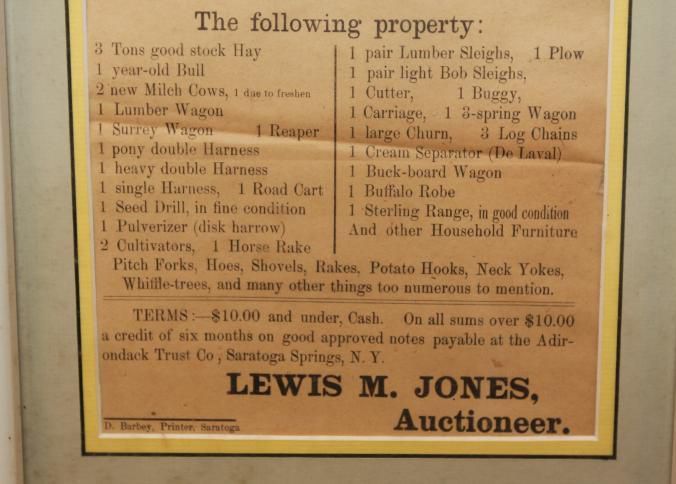 The following property:
3 Tons good stock Hay
1 year-old Bull
2 new Milch Cows, 1 due to freshen
1 Lumber Wagon
1 Surrey Wagon 1 Reaper
1 pony double Harness
1 heavy double Harness
1 single Harness, 1 Road Cart
1 Seed Drill, in fine condition
1 Pulverizer (disk harrow)
2 Cultivators, 1 Horse Rake
1 pair Lumber Sleighs, 1 Plow
1 pair light Bob Sleighs,
1 Cutter, 1 Buggy,
1 Carriage, 1 3-spring Wagon
1 large Churn, 3 Log Chains
1 Cream Separator (De Laval)
1 Buck-board Wagon
1 Buffalo Robe
1 Sterling Range, in good condition
And other Household Furniture
Pitch Forks, Hoes, Shovels, Rakes, Potato Hooks, Neck Yokes,
Whiffle-trees, and many other things too numerous to mention.
TERMS:—$10.00 and under, Cash. On all sums over $10.00
a credit of six months on good approved notes payable at the Adir-
ondack Trust Co, Saratoga Springs, N. Y.
LEWIS M. JONES,
Auctioneer.
D. Barbey, Printer, Saratoga